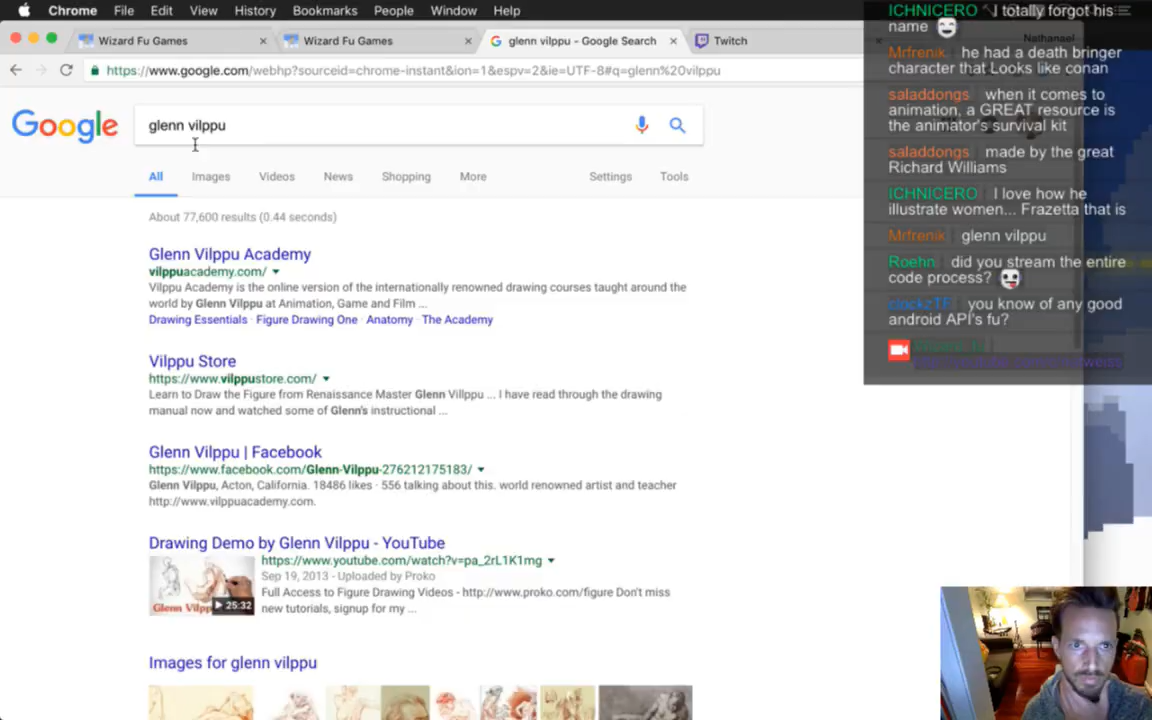 Chrome File Edit View History Bookmarks People Window Help
Wizard Fu Games
Wizard Fu Games
glenn vilppu - Google Search
Twitch
Nathanael
https://www.google.com/webhp?sourceid=chrome-instant&ion=1&espv=2&ie=UTF-8#q=glenn%20vilppu
Google
glenn vilppu
All Images Videos News Shopping More Settings Tools
About 77,600 results (0.44 seconds)
Glenn Vilppu Academy
vilppuacademy.com/
Vilppu Academy is the online version of the internationally renowned drawing courses taught around the
world by Glenn Vilppu at Animation, Game and Film ...
Drawing Essentials · Figure Drawing One · Anatomy · The Academy
Vilppu Store
https://www.vilppustore.com/
Learn to Draw the Figure from Renaissance Master Glenn Villppu ... I have read through the drawing
manual now and watched some of Glenn's instructional ...
Glenn Vilppu | Facebook
https://www.facebook.com/Glenn-Vilppu-276212175183/
Glenn Vilppu, Acton, California. 18486 likes · 556 talking about this. world renowned artist and teacher
http://www.vilppuacademy.com.
Drawing Demo by Glenn Vilppu - YouTube
https://www.youtube.com/watch?v=pa_2rL1K1mg
Sep 19, 2013 - Uploaded by Proko
Full Access to Figure Drawing Videos - http://www.proko.com/figure Don't miss
new tutorials, signup for my ...
Glenn
25:32
Images for glenn vilppu
ICHNICERO I totally forgot his
name
Mrfrenik he had a death bringer
character that Looks like conan
saladdongs when it comes to
animation, a GREAT resource is
the animator's survival kit
saladdongs made by the great
Richard Williams
ICHNICERO I love how he
illustrate women... Frazetta that is
Mrfrenik glenn vilppu
Roehn did you stream the entire
code process?
clockzTF you know of any good
android API's fu?